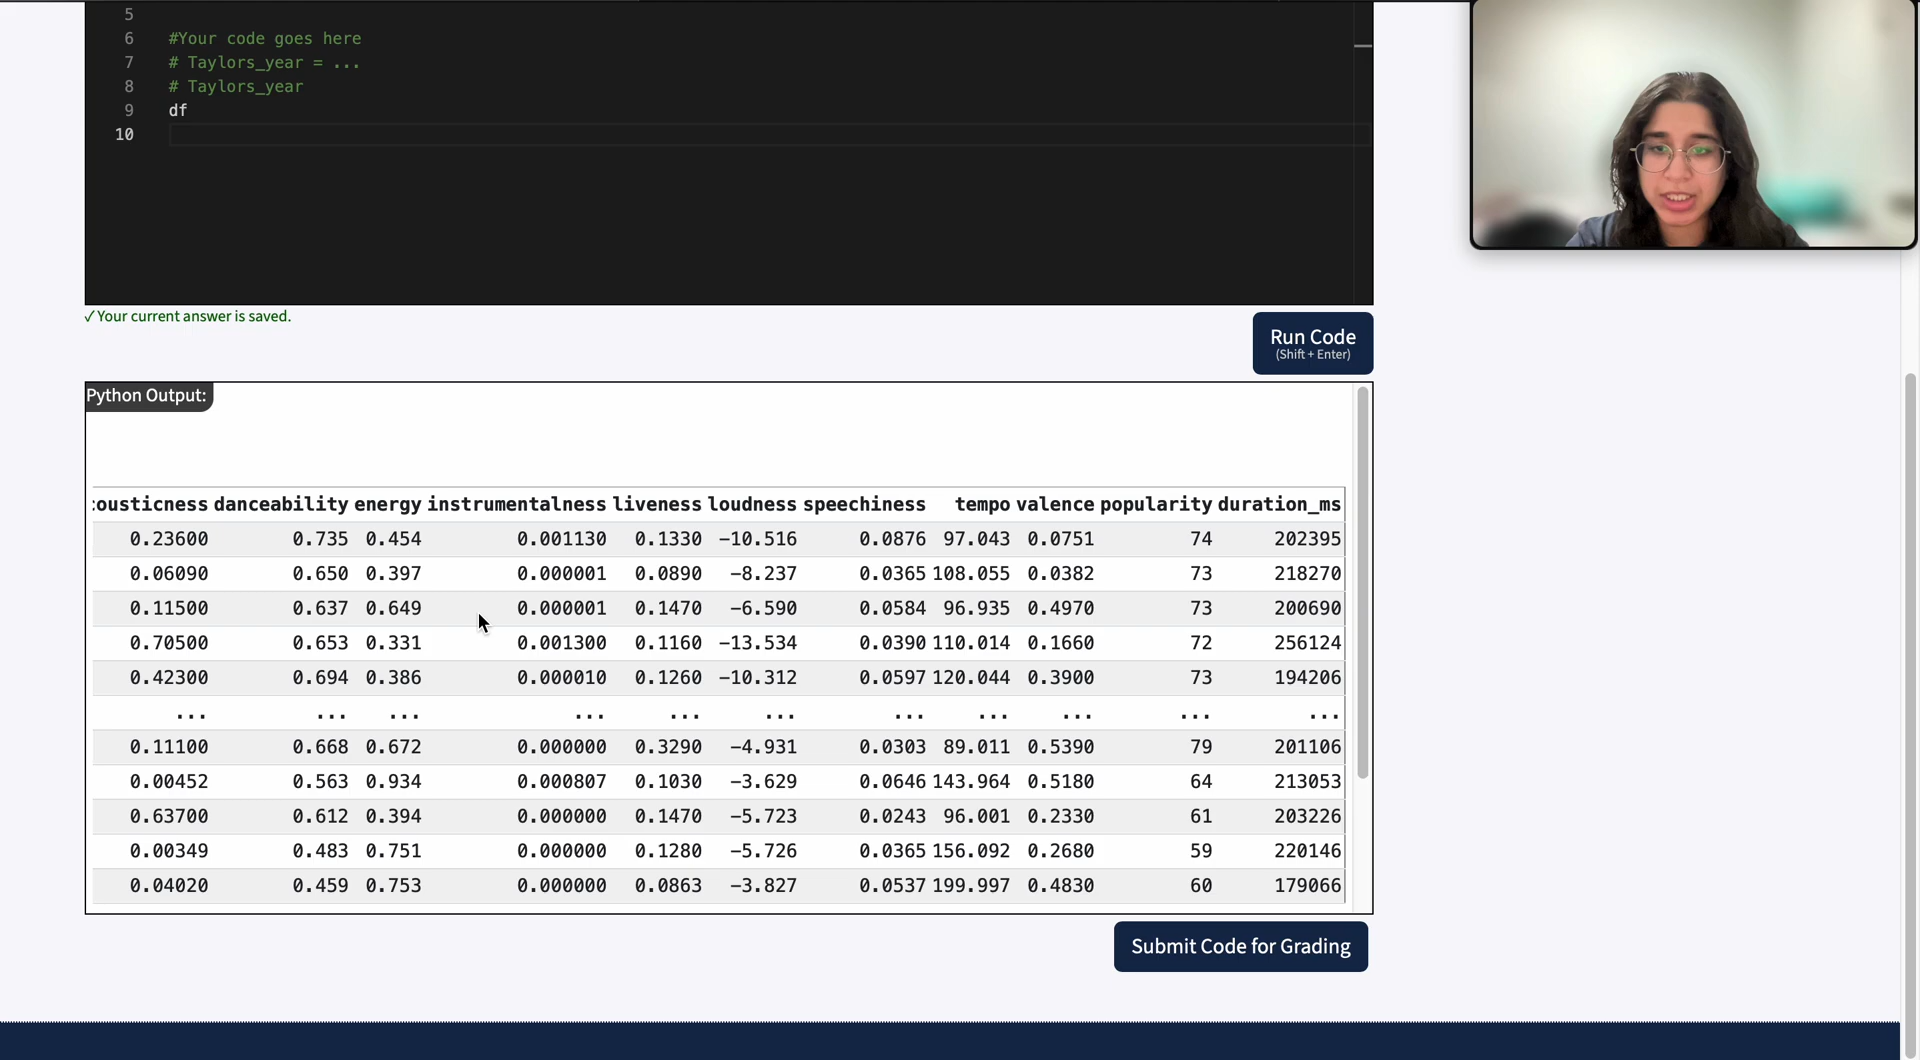 5
6 #Your code goes here
7 # Taylors_year = ...
8 # Taylors_year
9 df
10
✓Your current answer is saved.
Run Code
(Shift + Enter)
Python Output:
cousticness danceability energy instrumentalness liveness loudness speechiness tempo valence popularity duration_ms
0.23600 0.735 0.454 0.001130 0.1330 −10.516 0.0876 97.043 0.0751 74 202395
0.06090 0.650 0.397 0.000001 0.0890 −8.237 0.0365 108.055 0.0382 73 218270
0.11500 0.637 0.649 0.000001 0.1470 −6.590 0.0584 96.935 0.4970 73 200690
0.70500 0.653 0.331 0.001300 0.1160 −13.534 0.0390 110.014 0.1660 72 256124
0.42300 0.694 0.386 0.000010 0.1260 −10.312 0.0597 120.044 0.3900 73 194206
... ... ... ... ... ... ... ... ... ... ...
0.11100 0.668 0.672 0.000000 0.3290 −4.931 0.0303 89.011 0.5390 79 201106
0.00452 0.563 0.934 0.000807 0.1030 −3.629 0.0646 143.964 0.5180 64 213053
0.63700 0.612 0.394 0.000000 0.1470 −5.723 0.0243 96.001 0.2330 61 203226
0.00349 0.483 0.751 0.000000 0.1280 −5.726 0.0365 156.092 0.2680 59 220146
0.04020 0.459 0.753 0.000000 0.0863 −3.827 0.0537 199.997 0.4830 60 179066
Submit Code for Grading